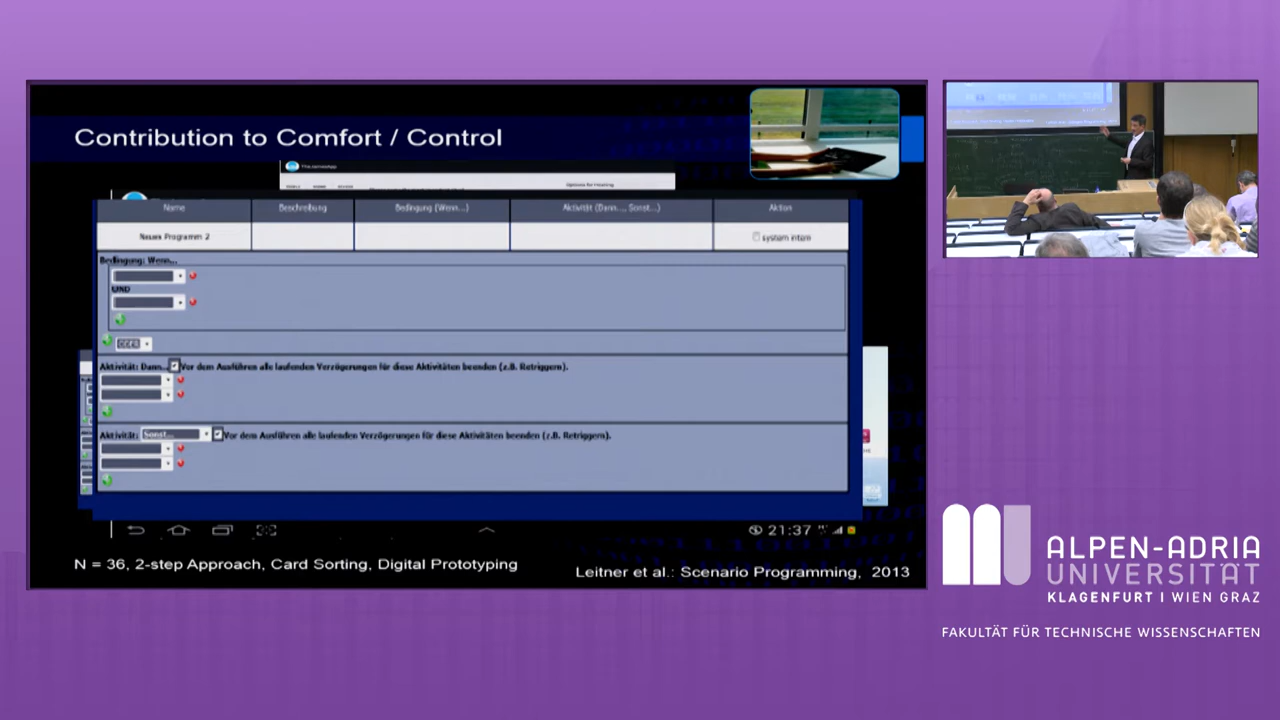 Contribution to Comfort / Control
Name Beschreibung Bedingung (Wenn...) Aktivität (Dann..., Sonst...) Aktion
Neues Programm 2 system intern
Bedingung: Wenn...
UND
ODER
Aktivität: Dann... Vor dem Ausführen alle laufenden Verzögerungen für diese Aktivitäten beenden (z.B. Retriggern).
Aktivität: Sonst... Vor dem Ausführen alle laufenden Verzögerungen für diese Aktivitäten beenden (z.B. Retriggern).
21:37
N = 36, 2-step Approach, Card Sorting, Digital Prototyping
Leitner et al.: Scenario Programming, 2013
ALPEN-ADRIA
UNIVERSITÄT
KLAGENFURT I WIEN GRAZ
FAKULTÄT FÜR TECHNISCHE WISSENSCHAFTEN